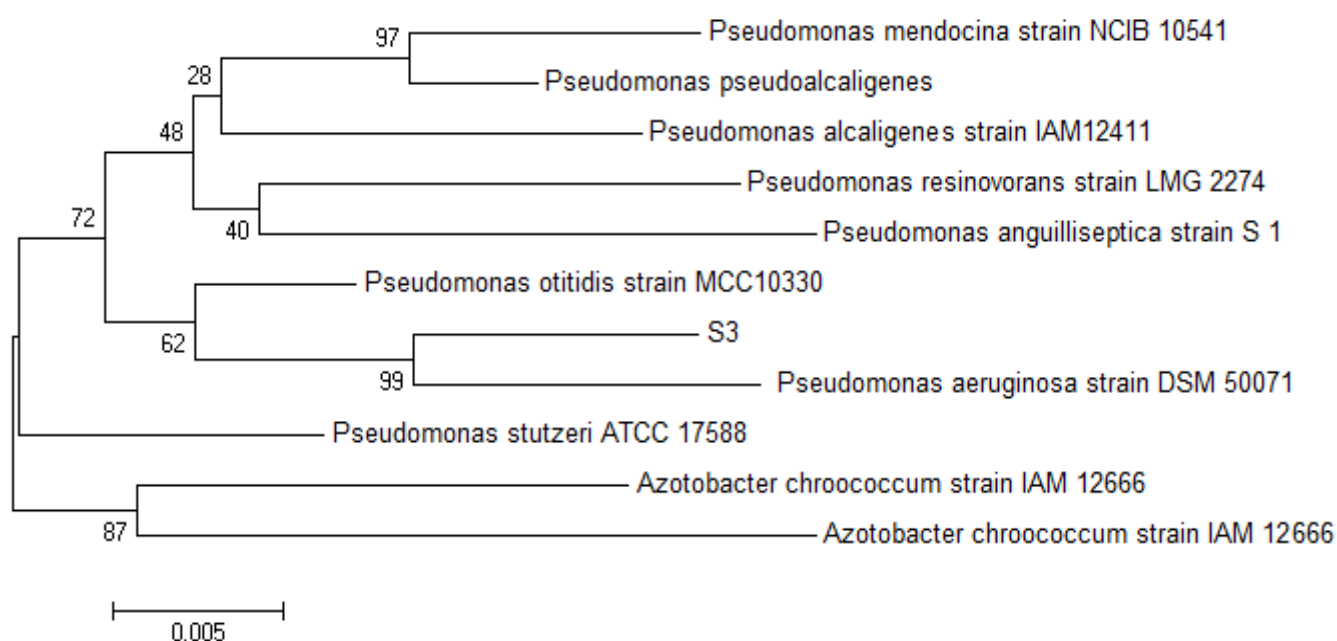 97
Pseudomonas mendocina strain NCIB 10541
28
Pseudomonas pseudoalcaligenes
48
Pseudomonas alcaligenes strain IAM12411
Pseudomonas resinovorans strain LMG 2274
72
40
Pseudomonas anguilliseptica strain S 1
Pseudomonas otitidis strain MCC10330
62
S3
99
Pseudomonas aeruginosa strain DSM 50071
Pseudomonas stutzeri ATCC 17588
Azotobacter chroococcum strain IAM 12666
87
Azotobacter chroococcum strain IAM 12666
0.005